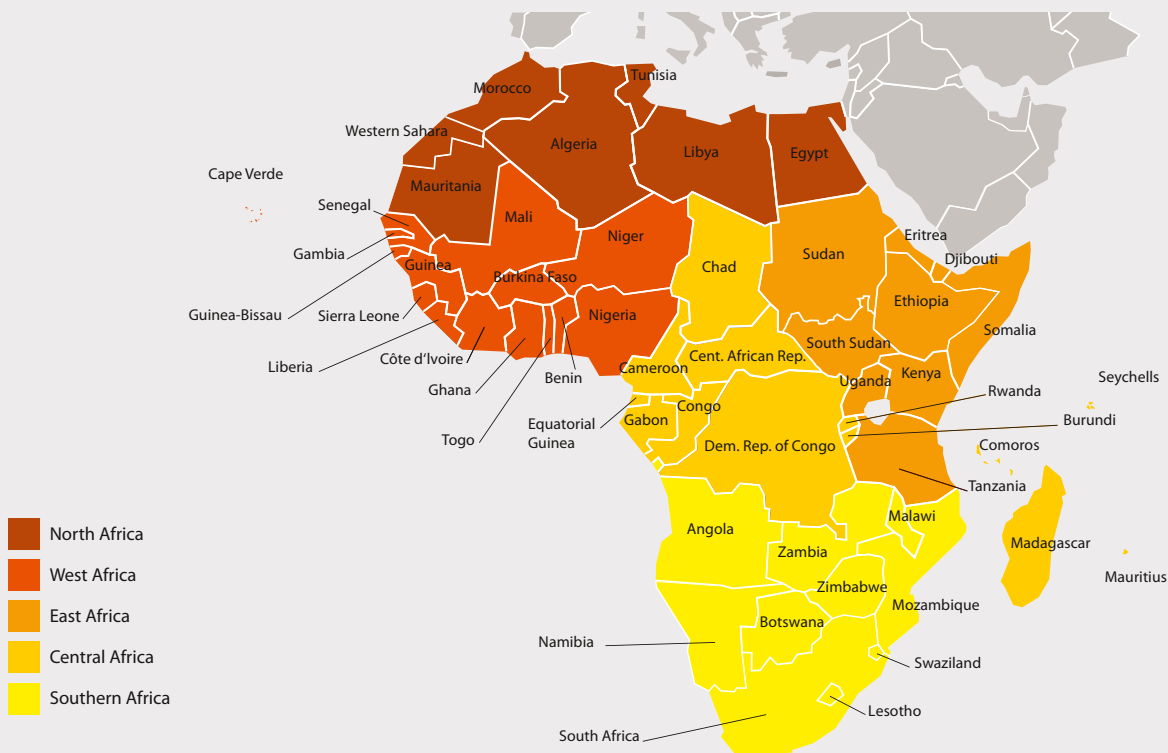 Tunisia
Morocco
Western Sahara
Algeria
Libya
Egypt
Cape Verde
Mauritania
Senegal
Mali
Niger
Eritrea
Gambia
Sudan
Djibouti
Guinea
Chad
Burkina Faso
Ethiopia
Guinea-Bissau
Sierra Leone
Nigeria
Somalia
South Sudan
Côte d'Ivoire
Cent. African Rep.
Liberia
Cameroon
Kenya
Benin
Uganda
Seychells
Ghana
Rwanda
Congo
Equatorial
Guinea
Gabon
Burundi
Togo
Dem. Rep. of Congo
Comoros
Tanzania
Malawi
Angola
North Africa
Madagascar
Zambia
West Africa
Mauritius
Zimbabwe
Mozambique
East Africa
Botswana
Namibia
Central Africa
Swaziland
Southern Africa
Lesotho
South Africa